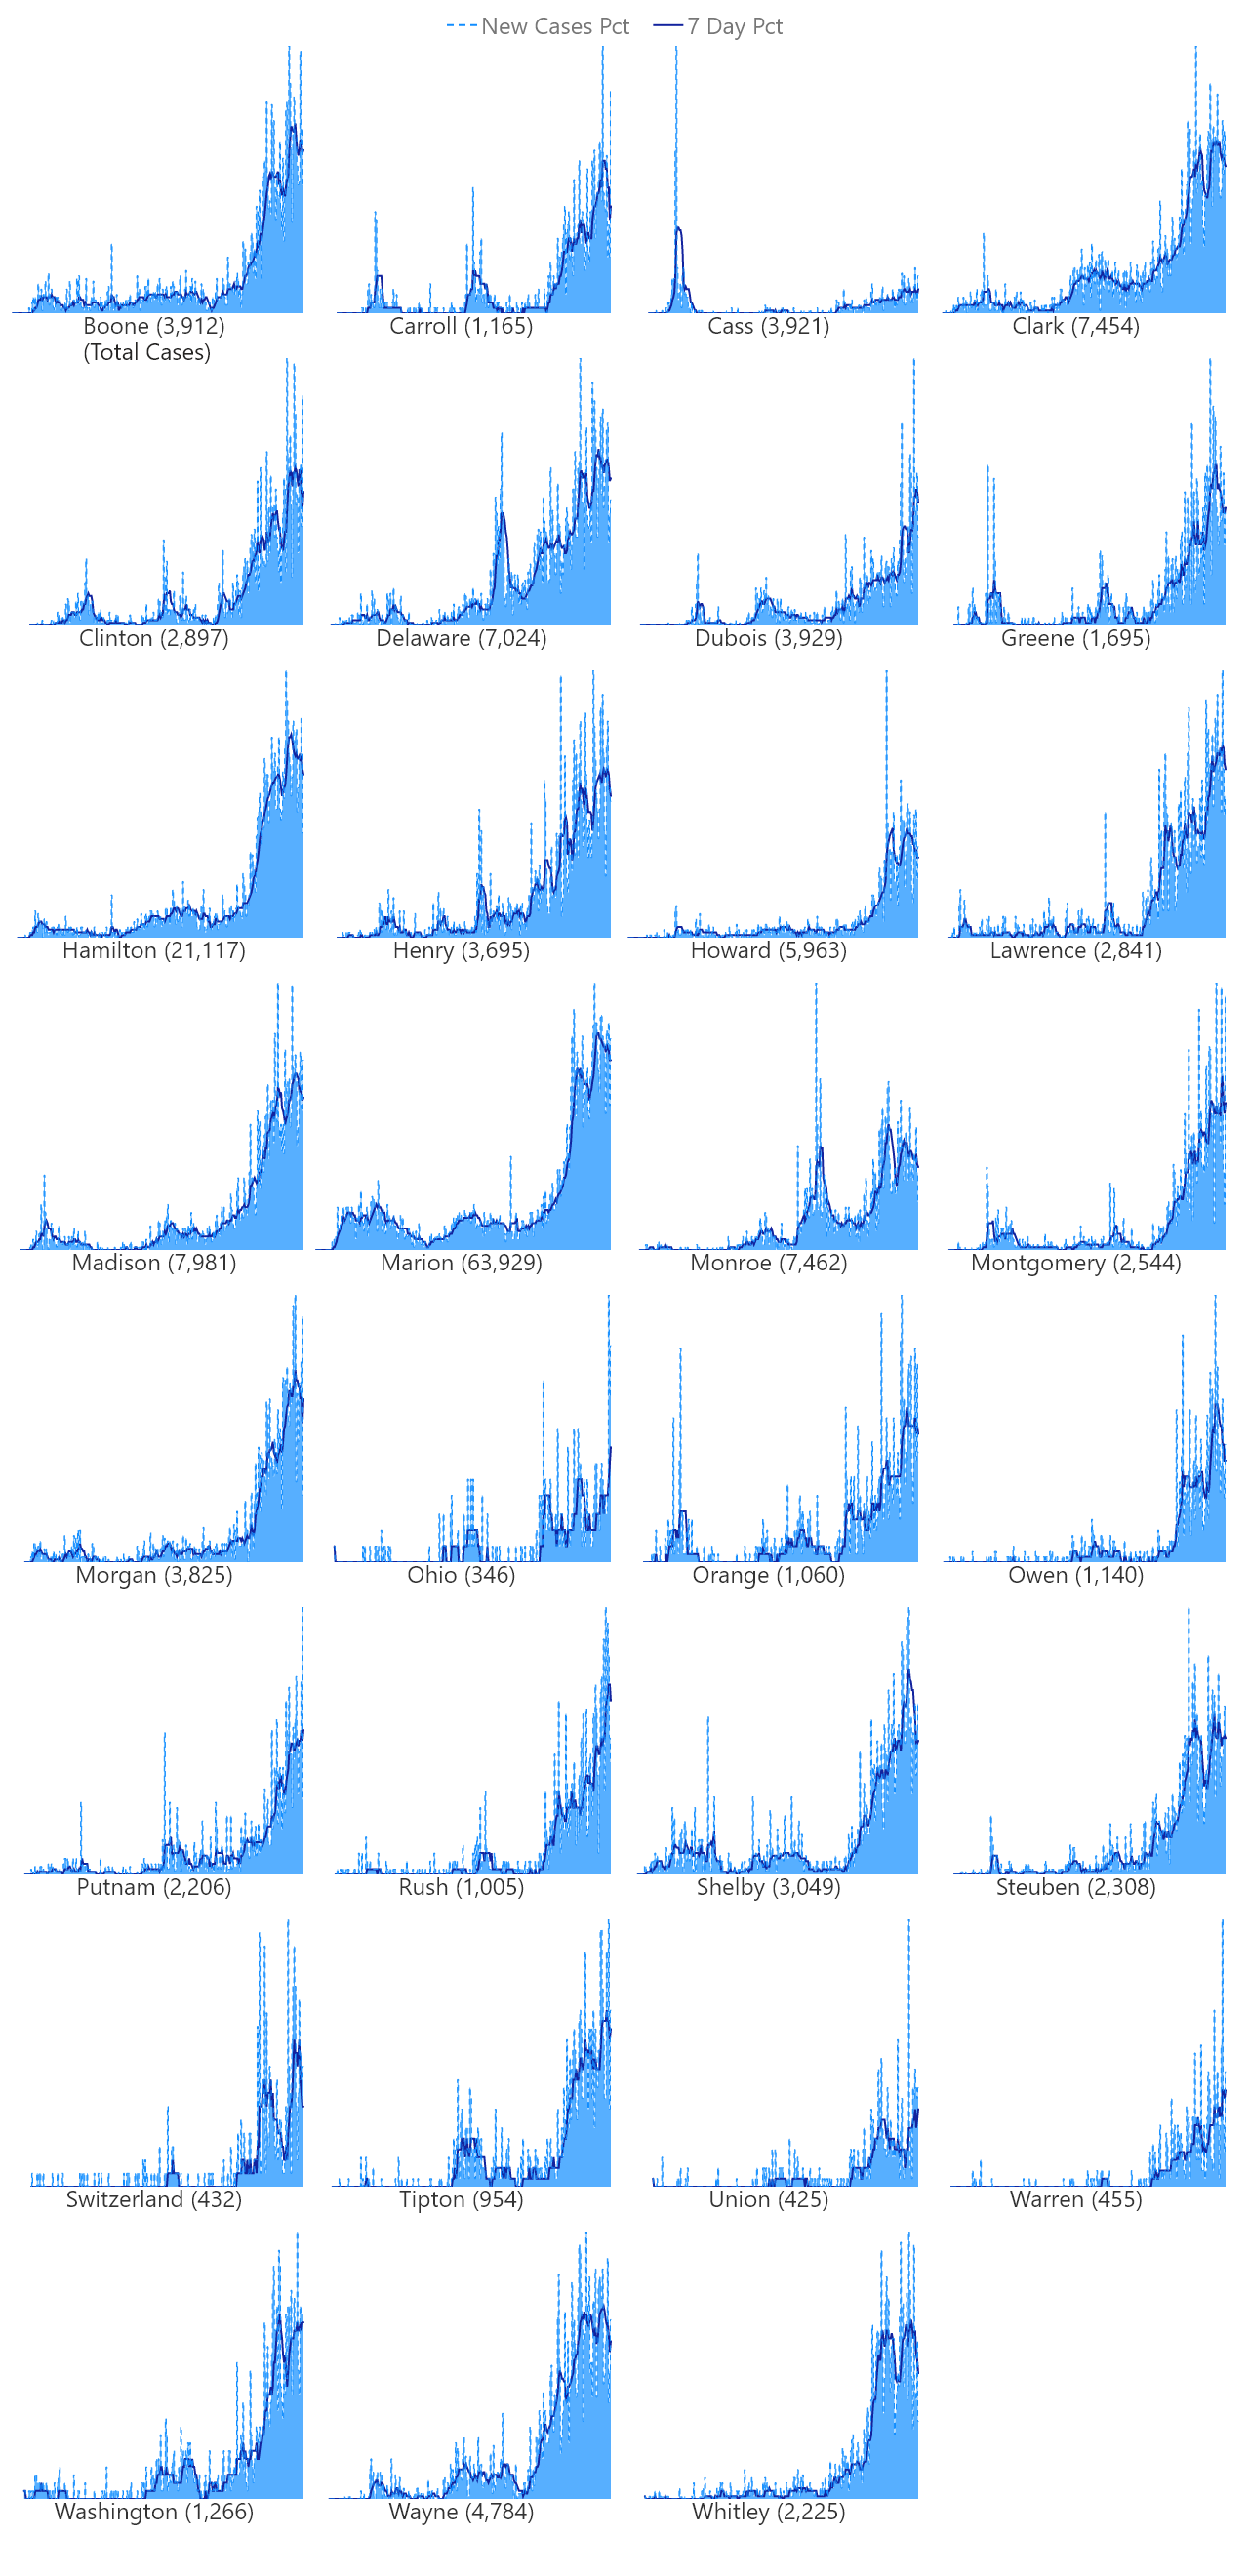 New Cases Pct 7 Day Pct
Boone (3,912) Carroll (1,165) Cass (3,921) Clark (7,454)
(Total Cases)
Clinton (2,897) Delaware (7,024) Dubois (3,929) Greene (1,695)
Hamilton (21,117) Henry (3,695) Howard (5,963) Lawrence (2,841)
Madison (7,981) Marion (63,929) Monroe (7,462) Montgomery (2,544)
Morgan (3,825) Ohio (346) Orange (1,060) Owen (1,140)
Putnam (2,206) Rush (1,005) Shelby (3,049) Steuben (2,308)
Switzerland (432) Tipton (954) Union (425) Warren (455)
Washington (1,266) Wayne (4,784) Whitley (2,225)